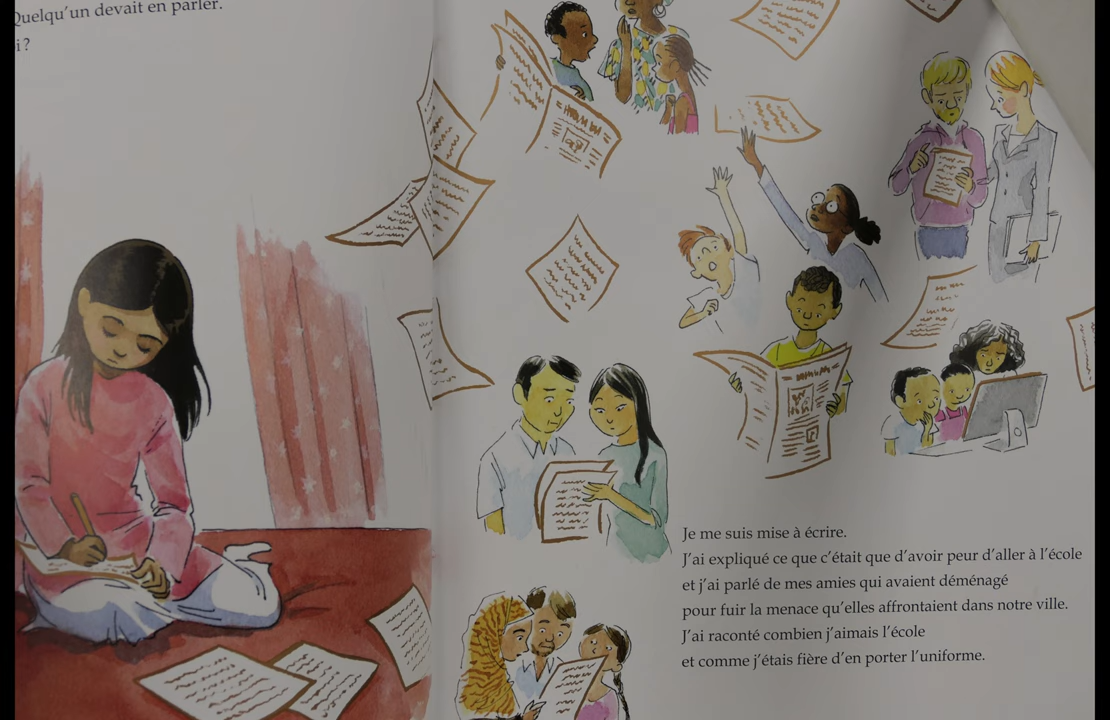 Quelqu'un devait en parler.
i ?
Je me suis mise à écrire.
J'ai expliqué ce que c'était que d'avoir peur d'aller à l'école
et j'ai parlé de mes amies qui avaient déménagé
pour fuir la menace qu'elles affrontaient dans notre ville.
J'ai raconté combien j'aimais l'école
et comme j'étais fière d'en porter l'uniforme.